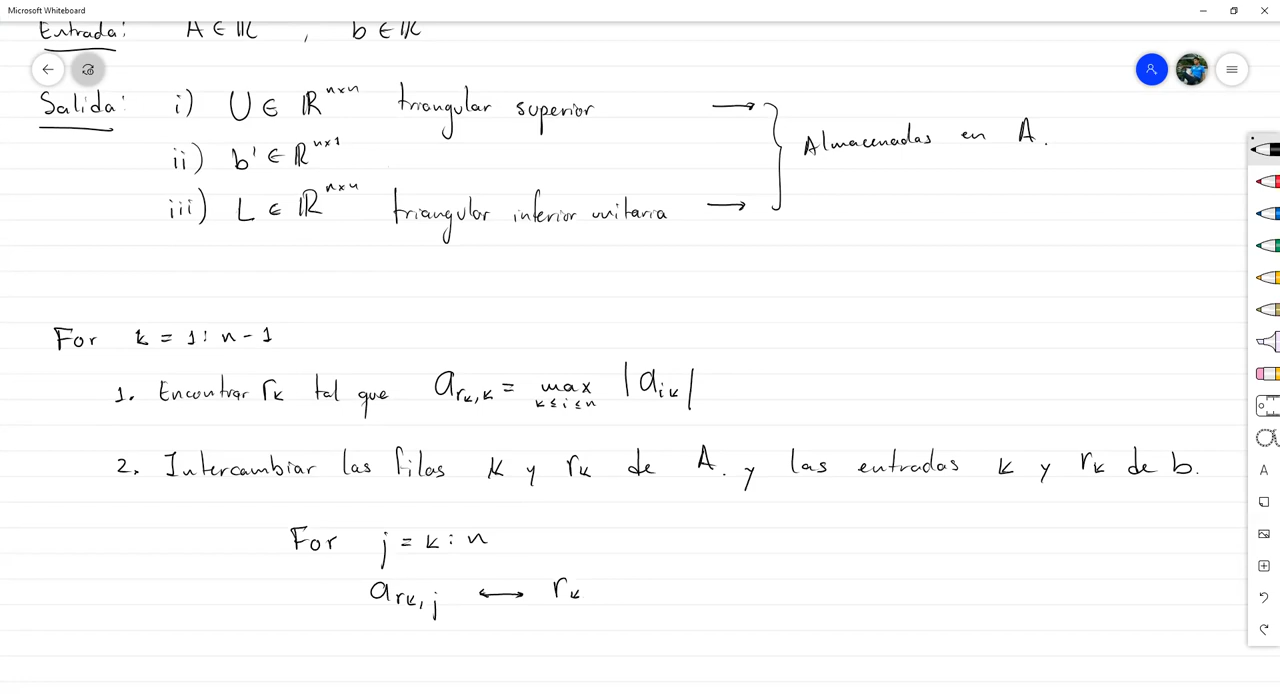 Microsoft Whiteboard
Entrada: A ∈ ℝ , b ∈ ℝ
Salida: i) U ∈ ℝ^{n×n} triangular superior →
ii) b' ∈ ℝ^{n×1}
iii) L ∈ ℝ^{n×n} triangular inferior unitaria → } Almacenadas en A.
For k = 1 : n - 1
1. Encontrar r_k tal que a_{r_k,k} = max_{k≤i≤n} |a_{ik}|
2. Intercambiar las filas k y r_k de A. y las entradas k y r_k de b.
For j = k : n
a_{r_k,j} ↔ r_k
A